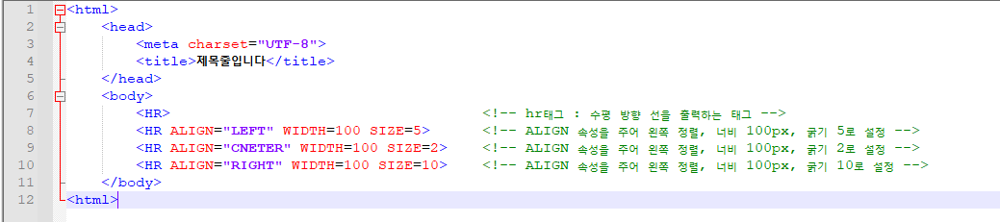 1 <html>
2 <head>
3 <meta charset="UTF-8">
4 <title>제목줄입니다</title>
5 </head>
6 <body>
7 <HR> <!-- hr태그 : 수평 방향 선을 출력하는 태그 -->
8 <HR ALIGN="LEFT" WIDTH=100 SIZE=5> <!-- ALIGN 속성을 주어 왼쪽 정렬, 너비 100px, 굵기 5로 설정 -->
9 <HR ALIGN="CNETER" WIDTH=100 SIZE=2> <!-- ALIGN 속성을 주어 왼쪽 정렬, 너비 100px, 굵기 2로 설정 -->
10 <HR ALIGN="RIGHT" WIDTH=100 SIZE=10> <!-- ALIGN 속성을 주어 왼쪽 정렬, 너비 100px, 굵기 10로 설정 -->
11 </body>
12 <html>